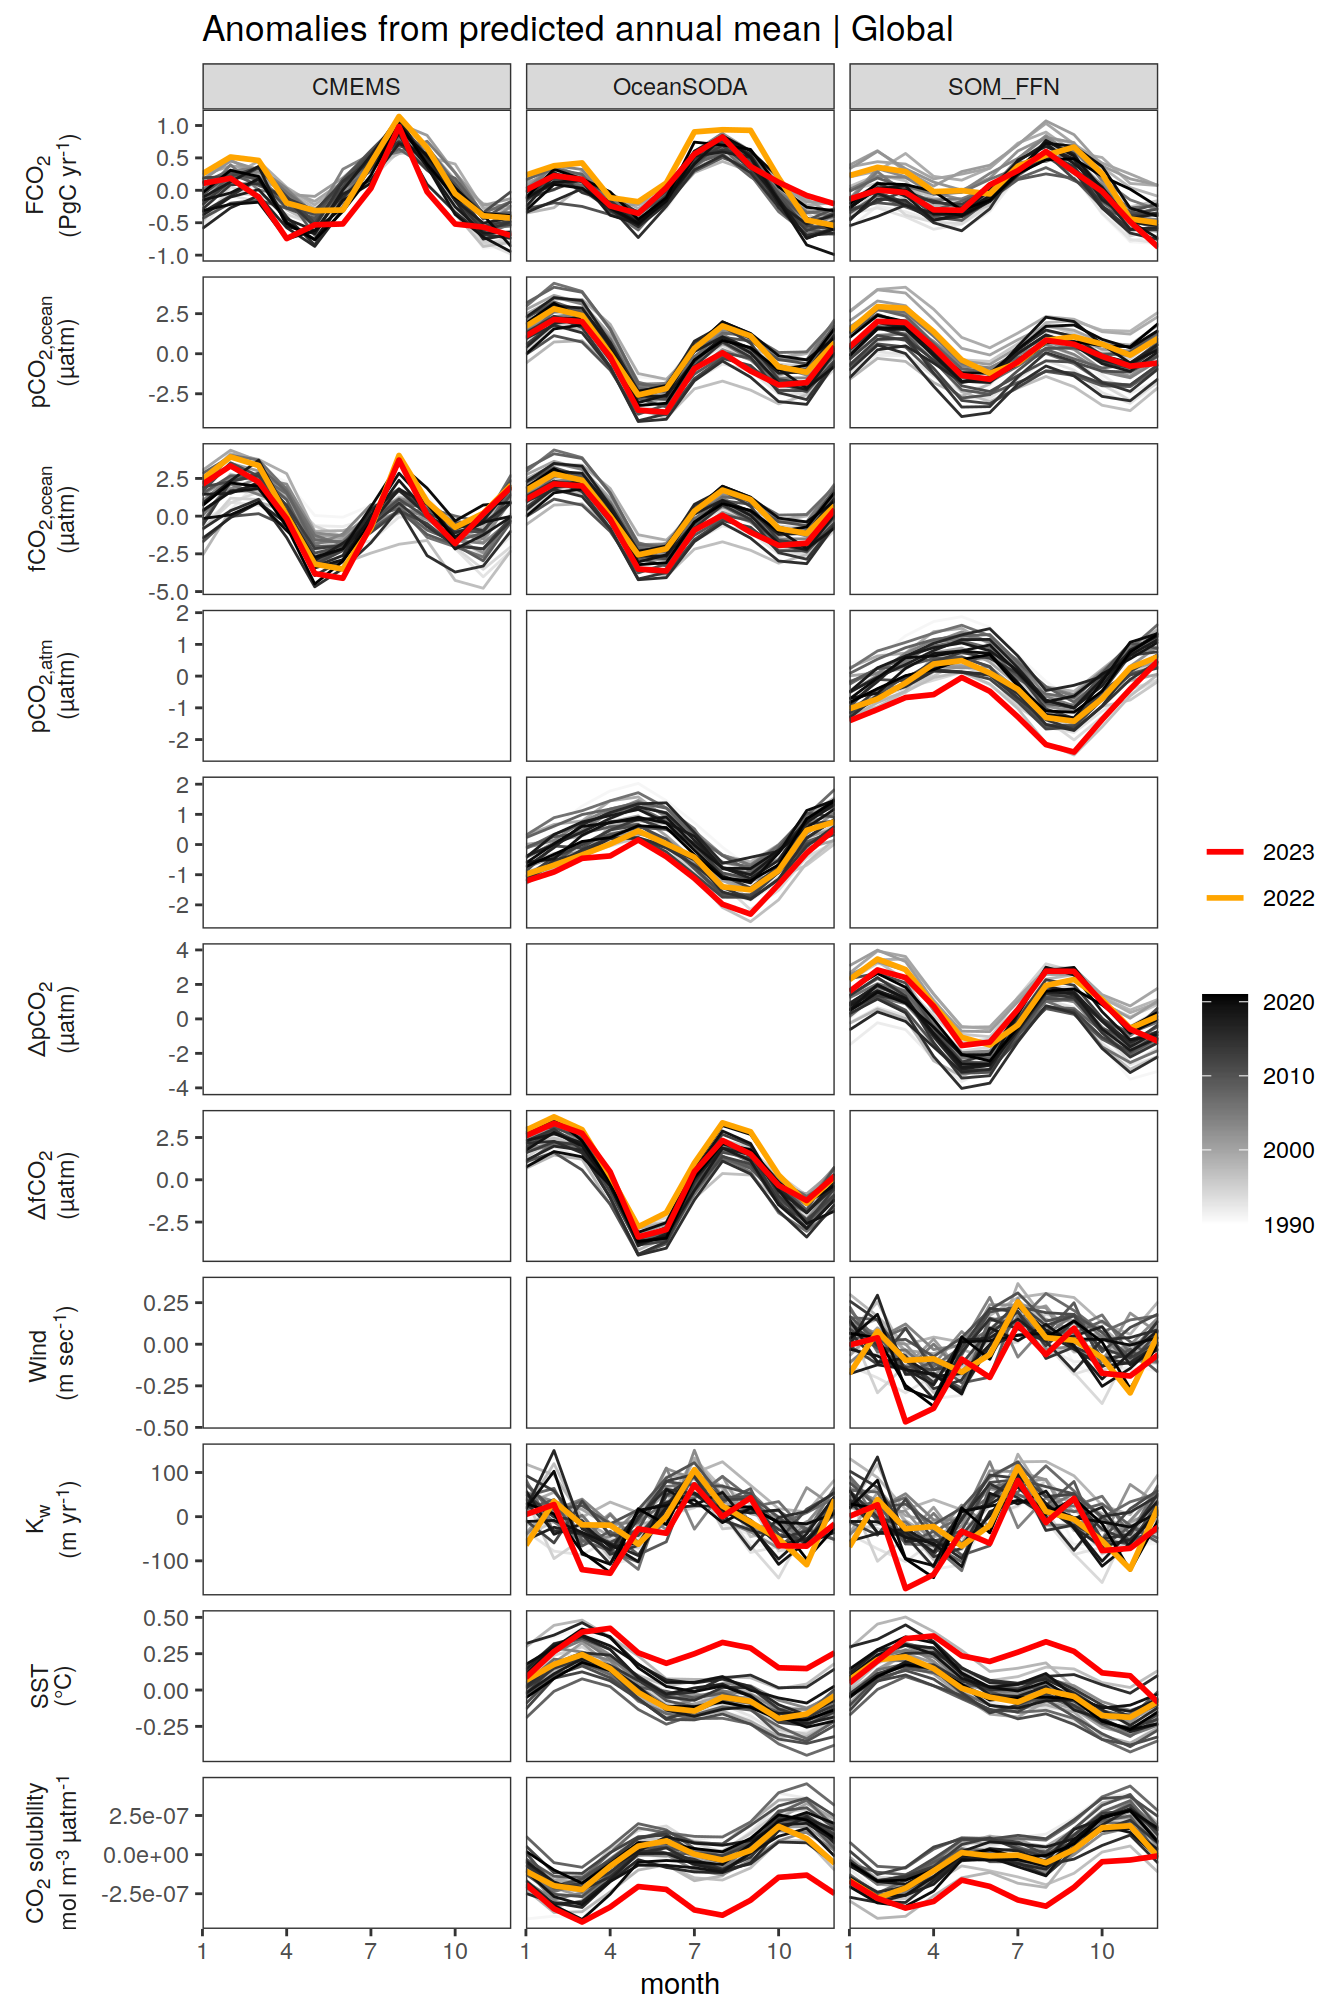 Anomalies from predicted annual mean | Global
CMEMS OceanSODA SOM_FFN
FCO2
(PgC yr-1)
1.0
0.5
0.0
-0.5
-1.0
pCO2,ocean
(µatm)
2.5
0.0
-2.5
fCO2,ocean
(µatm)
2.5
0.0
-2.5
-5.0
pCO2,atm
(µatm)
2
1
0
-1
-2
2
1
0
-1
-2
ΔpCO2
(µatm)
4
2
0
-2
-4
ΔfCO2
(µatm)
2.5
0.0
-2.5
Wind
(m sec-1)
0.25
0.00
-0.25
-0.50
Kw
(m yr-1)
100
0
-100
SST
(°C)
0.50
0.25
0.00
-0.25
CO2 solubility
mol m-3 µatm-1
2.5e-07
0.0e+00
-2.5e-07
1 4 7 10 1 4 7 10 1 4 7 10
month
2023
2022
2020
2010
2000
1990